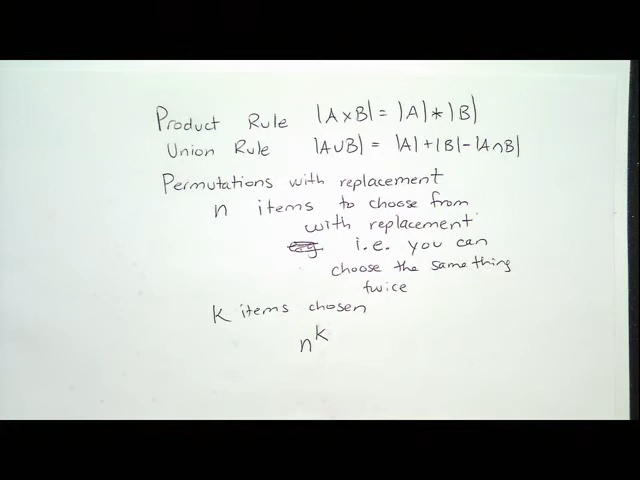 Product Rule |A×B| = |A| * |B|
Union Rule |A∪B| = |A| + |B| - |A∩B|
Permutations with replacement
n items to choose from
with replacement
i.e. you can
choose the same thing
twice
k items chosen
n^k